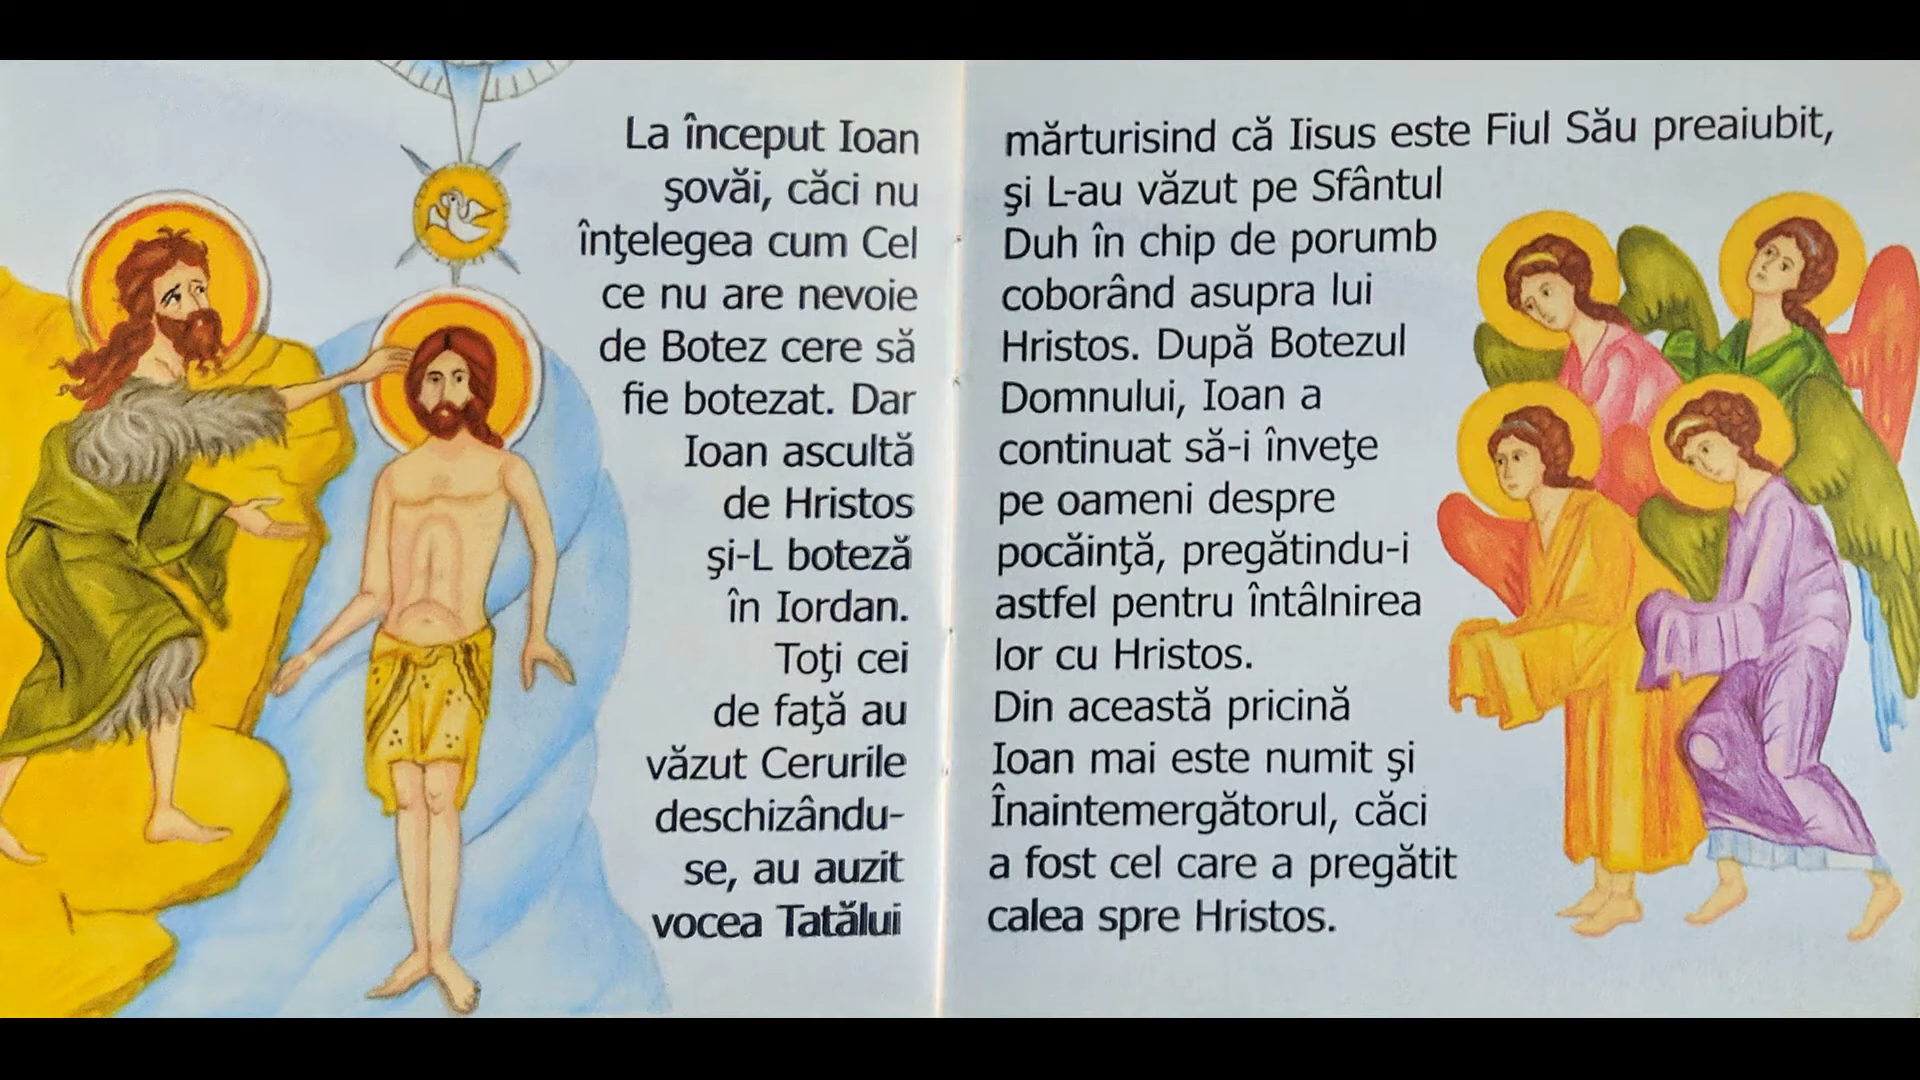 La început Ioan
şovăi, căci nu
înţelegea cum Cel
ce nu are nevoie
de Botez cere să
fie botezat. Dar
Ioan ascultă
de Hristos
şi-L boteză
în Iordan.
Toţi cei
de faţă au
văzut Cerurile
deschizându-
se, au auzit
vocea Tatălui
mărturisind că Iisus este Fiul Său preaiubit,
şi L-au văzut pe Sfântul
Duh în chip de porumb
coborând asupra lui
Hristos. După Botezul
Domnului, Ioan a
continuat să-i înveţe
pe oameni despre
pocăinţă, pregătindu-i
astfel pentru întâlnirea
lor cu Hristos.
Din această pricină
Ioan mai este numit şi
Înaintemergătorul, căci
a fost cel care a pregătit
calea spre Hristos.